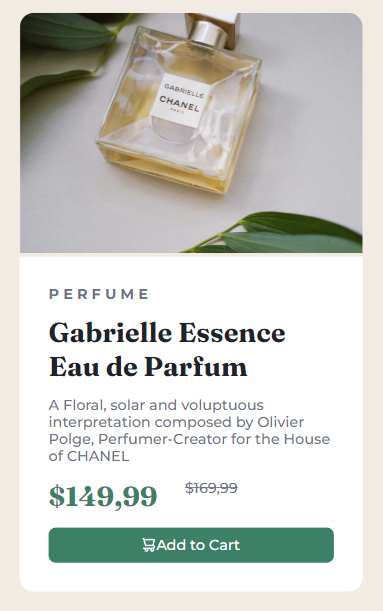 GABRIELLE
CHANEL
PARIS
PERFUME
Gabrielle Essence
Eau de Parfum
A Floral, solar and voluptuous
interpretation composed by Olivier
Polge, Perfumer-Creator for the House
of CHANEL
$149,99 $169,99
Add to Cart